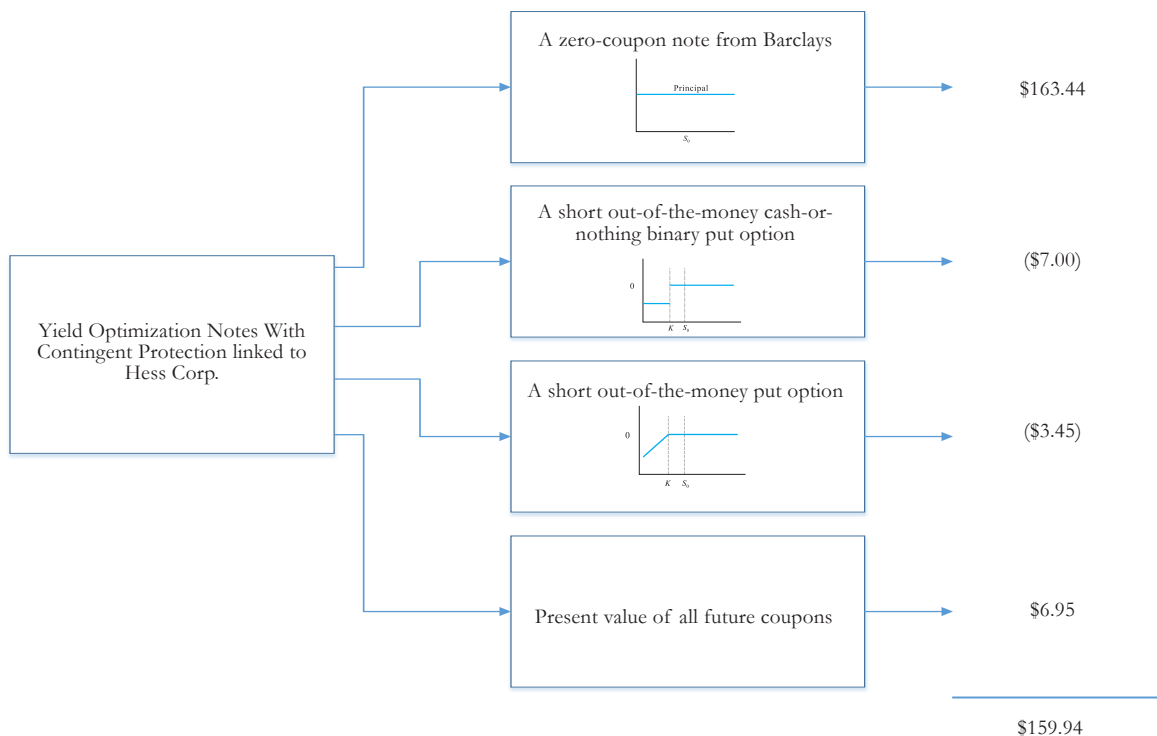 A zero-coupon note from Barclays
Principal
S₀
$163.44
A short out-of-the-money cash-or-
nothing binary put option
0
K S₀
($7.00)
Yield Optimization Notes With
Contingent Protection linked to
Hess Corp.
A short out-of-the-money put option
0
K S₀
($3.45)
Present value of all future coupons
$6.95
$159.94